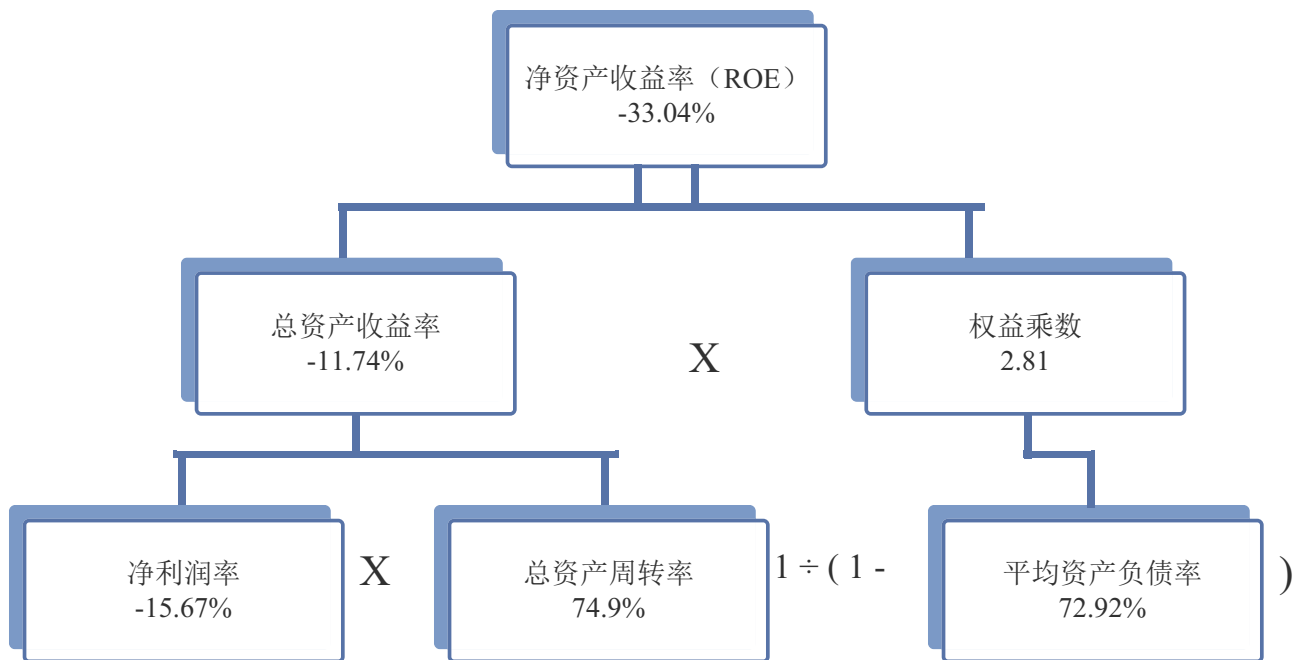 净资产收益率（ROE）
-33.04%
总资产收益率
-11.74%
X
权益乘数
2.81
净利润率
-15.67%
X
总资产周转率
74.9%
1 ÷ ( 1 -
平均资产负债率
72.92%
)